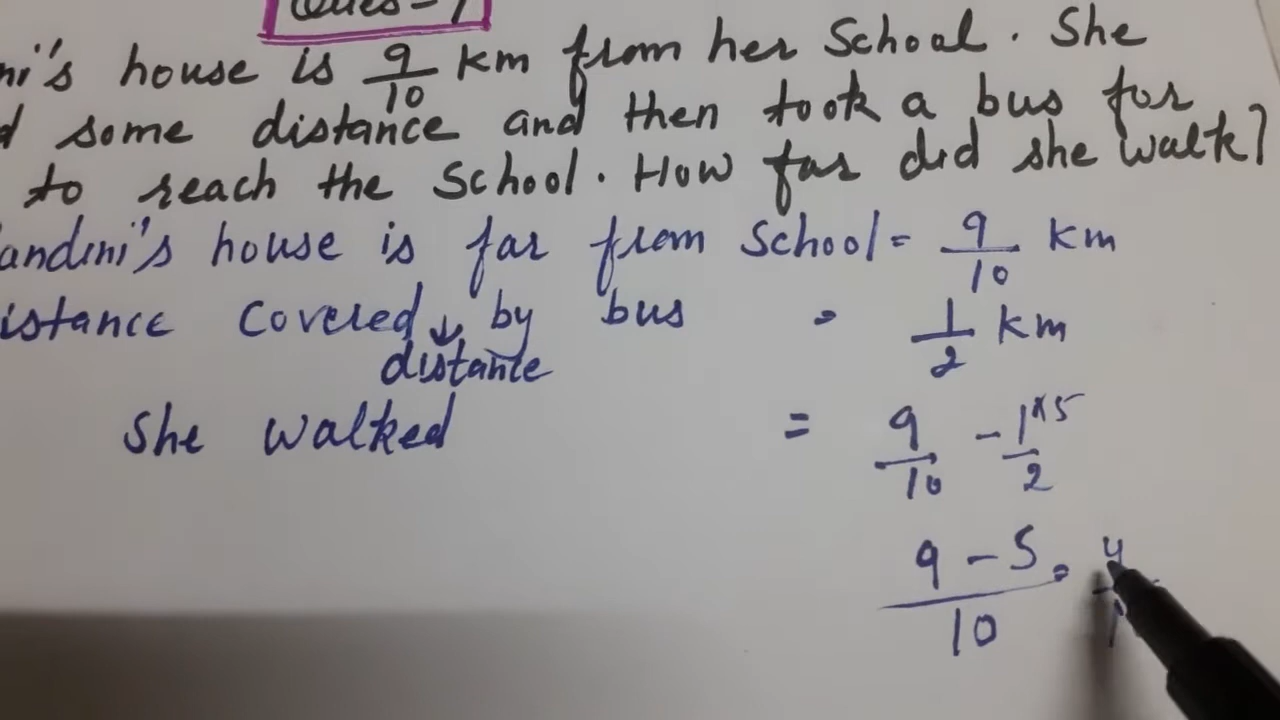 Ques-7
ni's house is 9/10 km from her School. She
d some distance and then took a bus for
to reach the School. How far did she walk?
andini's house is far from School = 9/10 km
istance covered by bus = 1/2 km
distance
she walked = 9/10 - 1×5/2
9-5/10 = 4/1